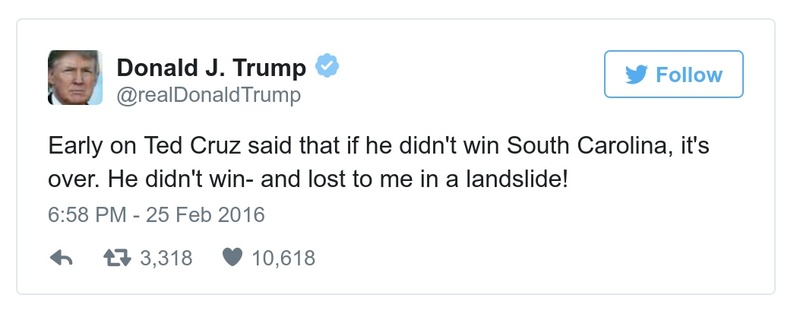 Donald J. Trump
@realDonaldTrump
Follow
Early on Ted Cruz said that if he didn't win South Carolina, it's
over. He didn't win- and lost to me in a landslide!
6:58 PM - 25 Feb 2016
3,318 10,618